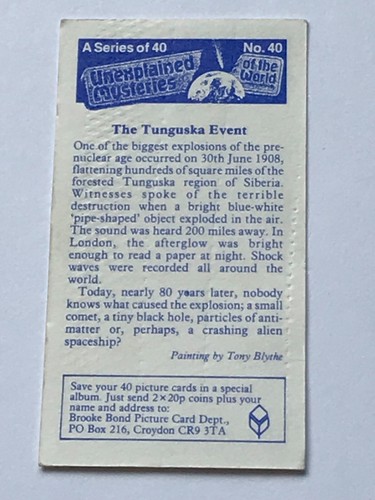 A Series of 40 No. 40
Unexplained Mysteries of the World
The Tunguska Event
One of the biggest explosions of the pre-
nuclear age occurred on 30th June 1908,
flattening hundreds of square miles of the
forested Tunguska region of Siberia.
Witnesses spoke of the terrible
destruction when a bright blue-white
'pipe-shaped' object exploded in the air.
The sound was heard 200 miles away. In
London, the afterglow was bright
enough to read a paper at night. Shock
waves were recorded all around the
world.
Today, nearly 80 years later, nobody
knows what caused the explosion; a small
comet, a tiny black hole, particles of anti-
matter or, perhaps, a crashing alien
spaceship?
Painting by Tony Blythe
Save your 40 picture cards in a special
album. Just send 2×20p coins plus your
name and address to:
Brooke Bond Picture Card Dept.,
PO Box 216, Croydon CR9 3TA